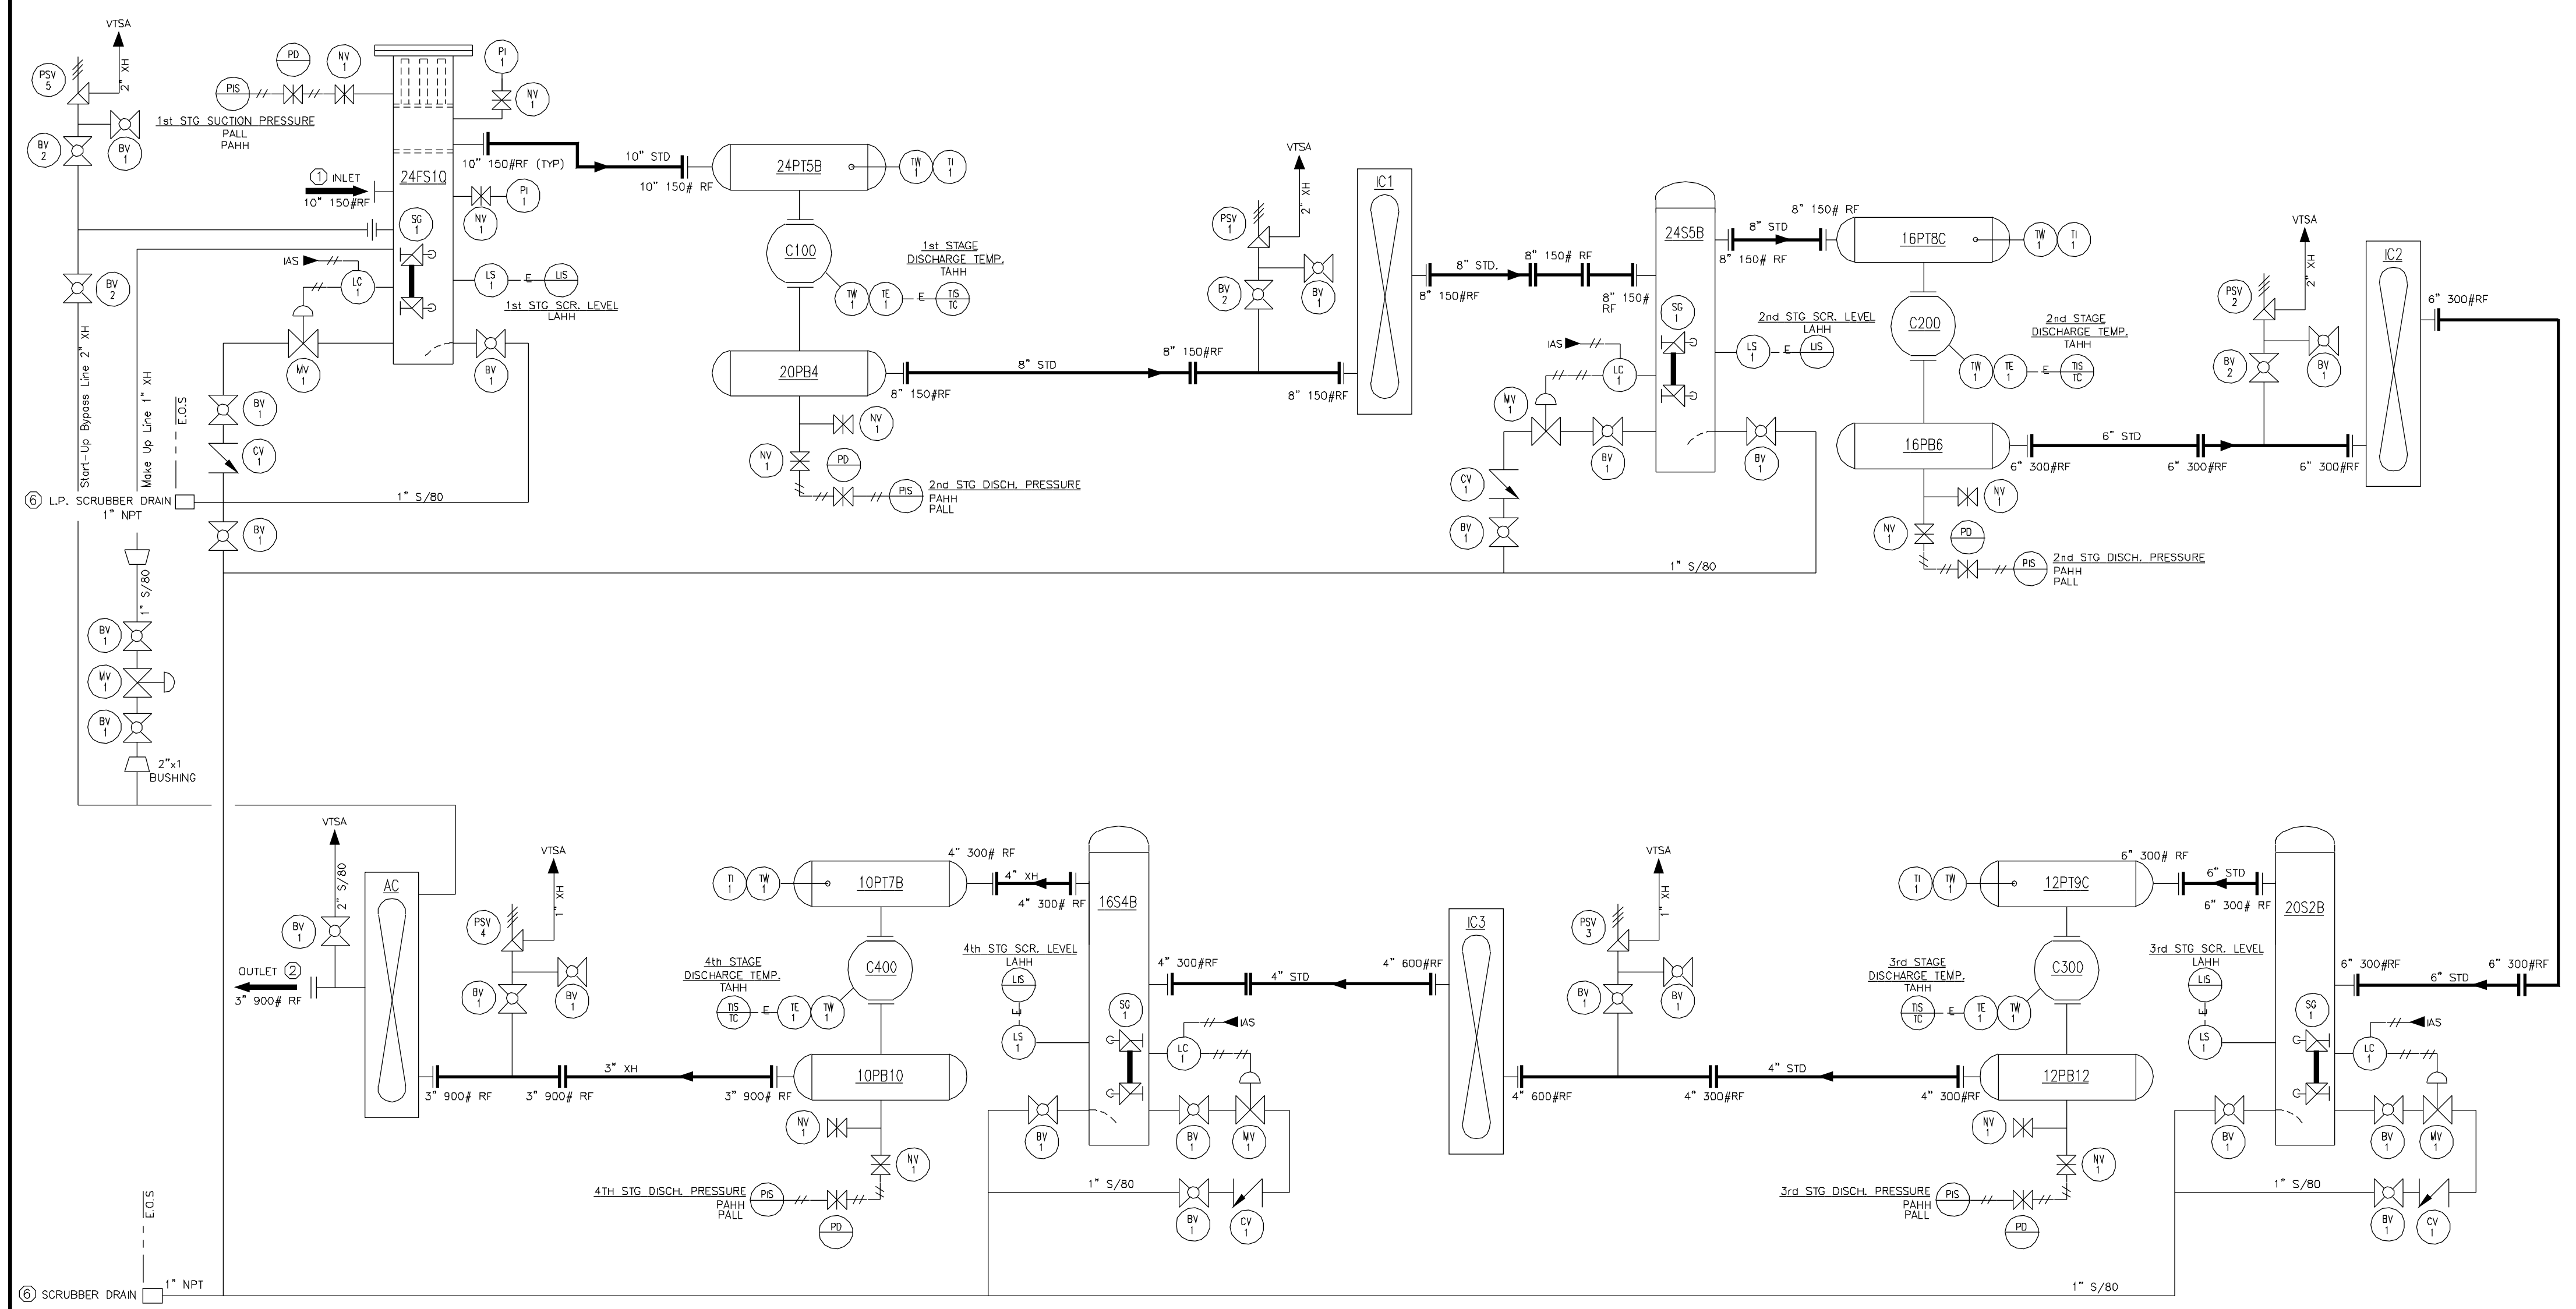 VTSA
2" XH
PSV
5
BV
2
BV
1
PIS
PD
NV
1
1st STG SUCTION PRESSURE
PALL
PAHH
PI
1
NV
1
10" 150#RF (TYP)
24FS1Q
1 INLET
10" 150#RF
PI
1
NV
1
SG
1
IAS
LC
1
LS
1
E
LIS
1st STG SCR. LEVEL
LAHH
BV
2
MV
1
BV
1
Start-Up Bypass Line 2" XH
Make Up Line 1" XH
E.O.S
BV
1
CV
1
6 L.P. SCRUBBER DRAIN
1" NPT
1" S/80
BV
1
1" S/80
BV
1
MV
1
BV
1
2"x1
BUSHING
10" STD
10" 150# RF
24PT5B
TW
1
TI
1
C100
1st STAGE
DISCHARGE TEMP.
TAHH
TW
1
TE
1
E
TIS
TC
20PB4
8" 150#RF
NV
1
NV
1
PD
PIS
2nd STG DISCH. PRESSURE
PAHH
PALL
8" STD
8" 150#RF
8" 150#RF
VTSA
2" XH
PSV
1
BV
2
BV
1
IC1
8" STD.
8" 150#RF
8" 150# RF
8" 150#
RF
24S5B
SG
1
IAS
LC
1
MV
1
BV
1
BV
1
CV
1
BV
1
1" S/80
2nd STG SCR. LEVEL
LAHH
LS
1
E
LIS
8" STD
8" 150# RF
8" 150# RF
16PT8C
TW
1
TI
1
C200
2nd STAGE
DISCHARGE TEMP.
TAHH
TW
1
TE
1
E
TIS
TC
16PB6
6" 300#RF
NV
1
NV
1
PD
PIS
2nd STG DISCH. PRESSURE
PAHH
PALL
6" STD
6" 300#RF
6" 300#RF
VTSA
2" XH
PSV
2
BV
2
BV
1
IC2
6" 300#RF
VTSA
2" S/80
BV
1
AC
OUTLET 2
3" 900# RF
VTSA
1" XH
PSV
4
BV
1
BV
1
3" 900# RF
3" 900# RF
3" XH
3" 900# RF
TI
1
TW
1
10PT7B
4" 300# RF
4" XH
4" 300# RF
4th STAGE
DISCHARGE TEMP.
TAHH
C400
TIS
TC
E
TE
1
TW
1
10PB10
NV
1
NV
1
4TH STG DISCH. PRESSURE
PAHH
PALL
PIS
PD
16S4B
4th STG SCR. LEVEL
LAHH
LIS
E
LS
1
SG
1
IAS
LC
1
BV
1
BV
1
MV
1
1" S/80
BV
1
CV
1
4" 300#RF
4" STD
4" 600#RF
IC3
VTSA
1" XH
PSV
3
BV
1
BV
1
4" 600#RF
4" 300#RF
4" STD
4" 300#RF
TI
1
TW
1
12PT9C
6" 300# RF
6" STD
6" 300# RF
3rd STAGE
DISCHARGE TEMP.
TAHH
C300
TIS
TC
E
TE
1
TW
1
12PB12
NV
1
NV
1
3rd STG DISCH. PRESSURE
PAHH
PALL
PIS
PD
20S2B
3rd STG SCR. LEVEL
LAHH
LIS
E
LS
1
SG
1
6" 300#RF
6" STD
6" 300#RF
IAS
LC
1
BV
1
BV
1
MV
1
1" S/80
BV
1
CV
1
E.O.S
6 SCRUBBER DRAIN
1" NPT
1" S/80